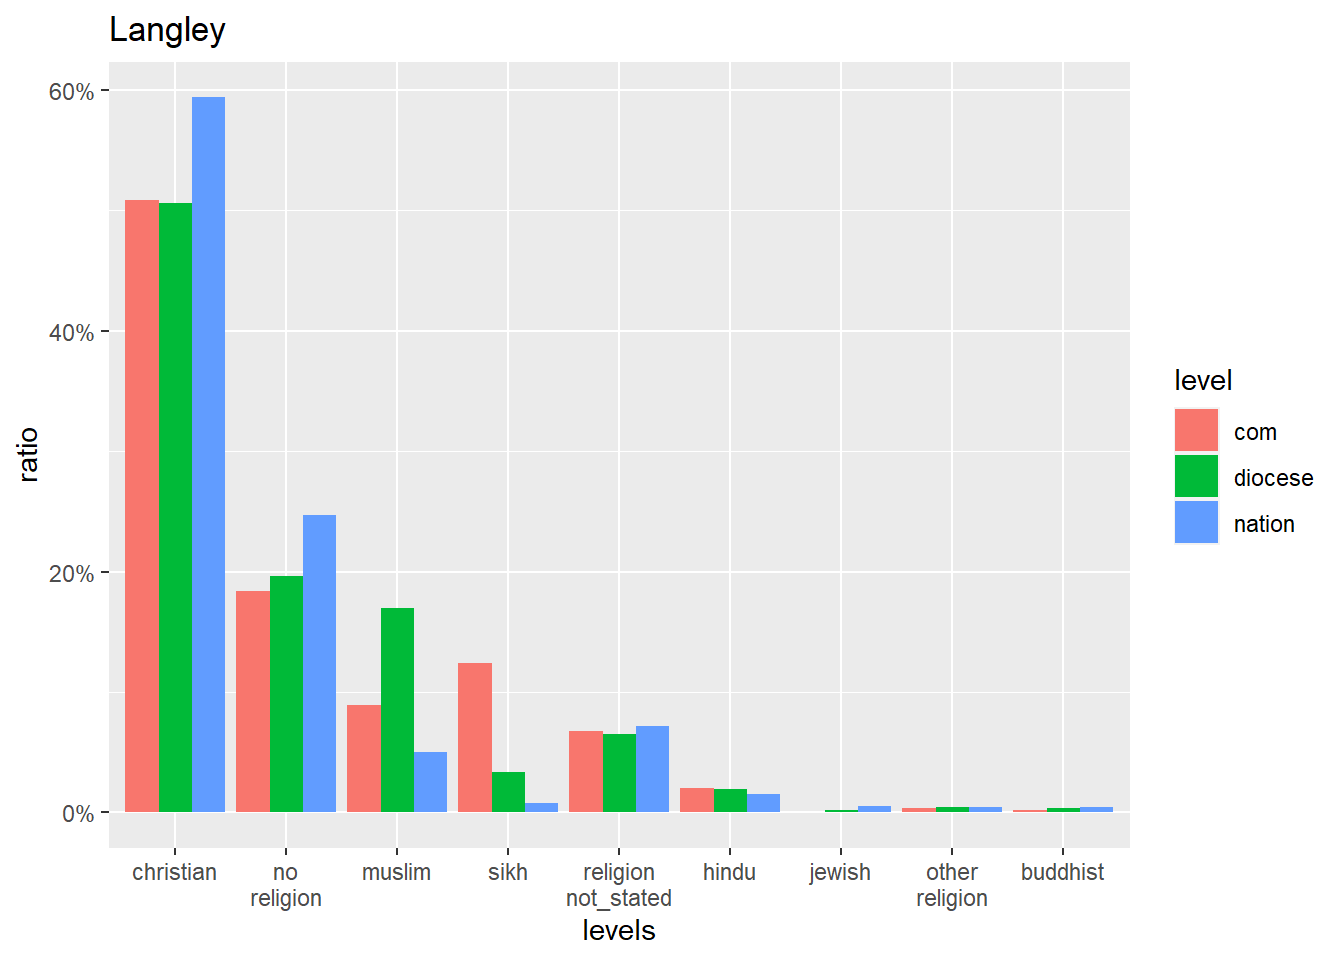 Langley
60%
40%
20%
0%
ratio
christian
no
religion
muslim
sikh
religion
not_stated
hindu
jewish
other
religion
buddhist
levels
level
com
diocese
nation